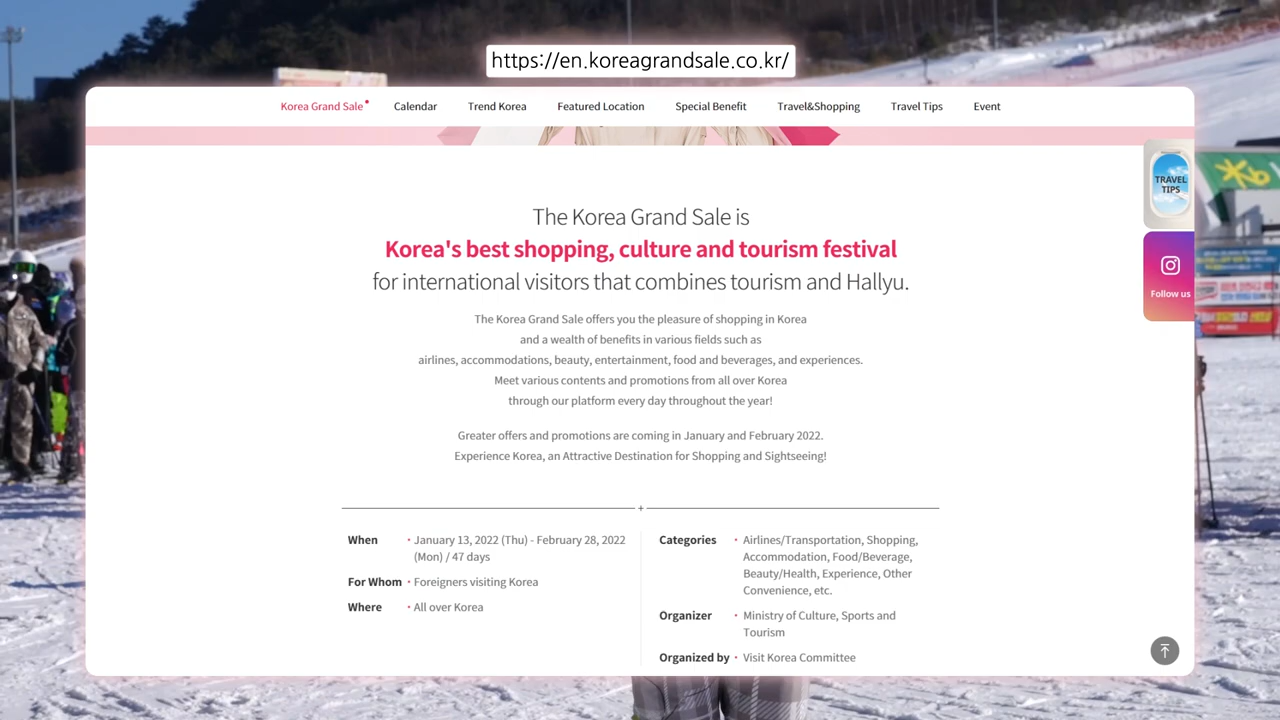 https://en.koreagrandsale.co.kr/
Korea Grand Sale
Calendar
Trend Korea
Featured Location
Special Benefit
Travel&Shopping
Travel Tips
Event
TRAVEL
TIPS
Follow us
The Korea Grand Sale is
Korea's best shopping, culture and tourism festival
for international visitors that combines tourism and Hallyu.
The Korea Grand Sale offers you the pleasure of shopping in Korea
and a wealth of benefits in various fields such as
airlines, accommodations, beauty, entertainment, food and beverages, and experiences.
Meet various contents and promotions from all over Korea
through our platform every day throughout the year!
Greater offers and promotions are coming in January and February 2022.
Experience Korea, an Attractive Destination for Shopping and Sightseeing!
When
• January 13, 2022 (Thu) - February 28, 2022
(Mon) / 47 days
For Whom
• Foreigners visiting Korea
Where
• All over Korea
Categories
• Airlines/Transportation, Shopping,
Accommodation, Food/Beverage,
Beauty/Health, Experience, Other
Convenience, etc.
Organizer
• Ministry of Culture, Sports and
Tourism
Organized by
• Visit Korea Committee